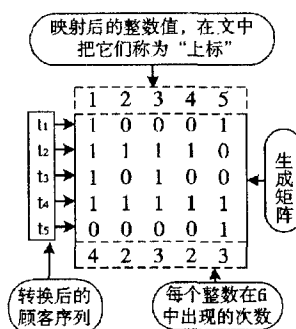 映射后的整数值，在文中
把它们称为“上标”
1 2 3 4 5
t₁ 1 0 0 0 1
t₂ 1 1 1 1 0
t₃ 1 0 1 0 0
t₄ 1 1 1 1 1
t₅ 0 0 0 0 1
4 2 3 2 3
生成矩阵
转换后的
顾客序列
每个整数在6
中出现的次数